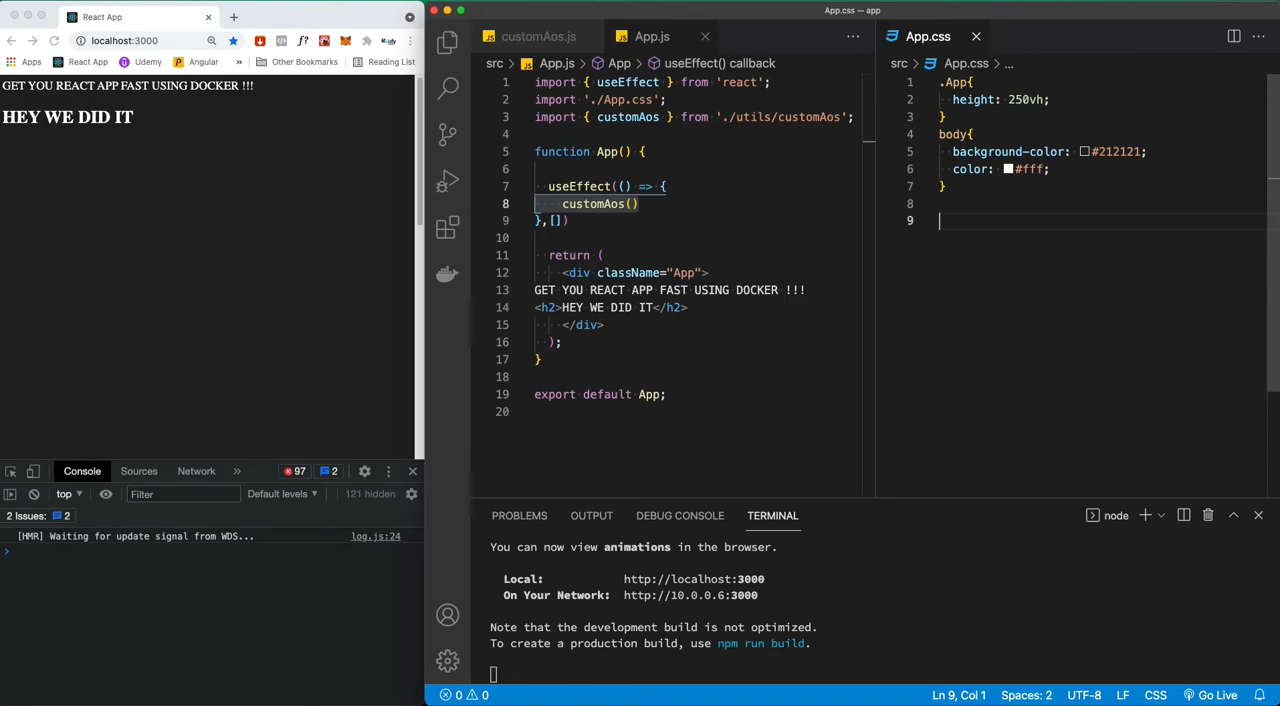 React App
localhost:3000
Apps
React App
Udemy
Angular
»
Other Bookmarks
Reading List
GET YOU REACT APP FAST USING DOCKER !!!
HEY WE DID IT
Console
Sources
Network
»
97
2
top
Filter
Default levels
121 hidden
2 Issues:
2
[HMR] Waiting for update signal from WDS...
log.js:24
App.css — app
customAos.js
App.js
src > App.js > App > useEffect() callback
1 import { useEffect } from 'react';
2 import './App.css';
3 import { customAos } from './utils/customAos';
4
5 function App() {
6
7 useEffect(() => {
8 customAos()
9 },[])
10
11 return (
12 <div className="App">
13 GET YOU REACT APP FAST USING DOCKER !!!
14 <h2>HEY WE DID IT</h2>
15 </div>
16 );
17 }
18
19 export default App;
20
App.css
src > App.css > ...
1 .App{
2 height: 250vh;
3 }
4 body{
5 background-color: #212121;
6 color: #fff;
7 }
8
9
PROBLEMS
OUTPUT
DEBUG CONSOLE
TERMINAL
node
You can now view animations in the browser.
Local: http://localhost:3000
On Your Network: http://10.0.0.6:3000
Note that the development build is not optimized.
To create a production build, use npm run build.
0
0
Ln 9, Col 1
Spaces: 2
UTF-8
LF
CSS
Go Live